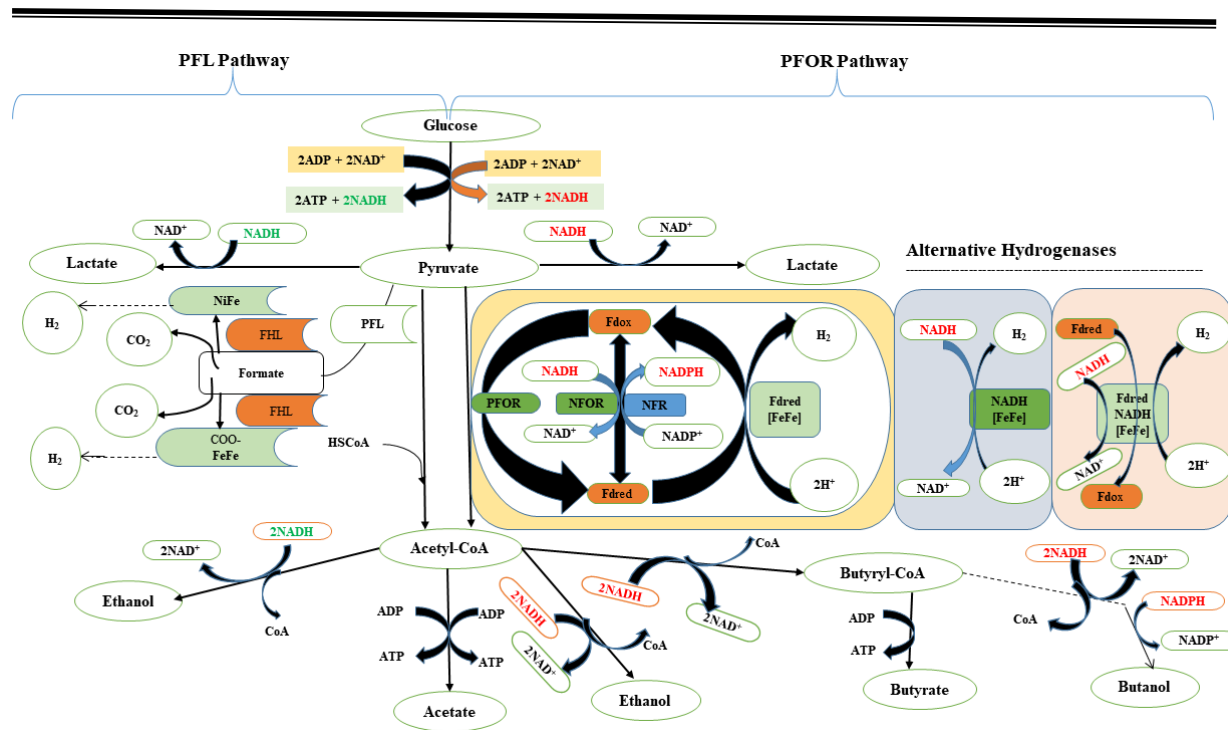 PFL Pathway
PFOR Pathway
Glucose
2ADP + 2NAD⁺
2ADP + 2NAD⁺
2ATP + 2NADH
2ATP + 2NADH
NAD⁺
NADH
NADH
NAD⁺
Lactate
Pyruvate
Lactate
Alternative Hydrogenases
H₂
NiFe
CO₂
FHL
PFL
Formate
CO₂
FHL
COO-
FeFe
H₂
HSCoA
Fdox
NADH
NADPH
PFOR
NFOR
NFR
NAD⁺
NADP⁺
Fdred
H₂
Fdred
[FeFe]
2H⁺
NADH
H₂
NADH
[FeFe]
NAD⁺
2H⁺
Fdred
NADH
H₂
Fdred
NADH
[FeFe]
NAD⁺
2H⁺
Fdox
2NADH
2NAD⁺
Ethanol
CoA
Acetyl-CoA
ADP
ADP
ATP
ATP
Acetate
2NADH
2NAD⁺
CoA
Ethanol
2NADH
CoA
2NAD⁺
Butyryl-CoA
ADP
ATP
Butyrate
2NADH
2NAD⁺
CoA
NADPH
NADP⁺
Butanol